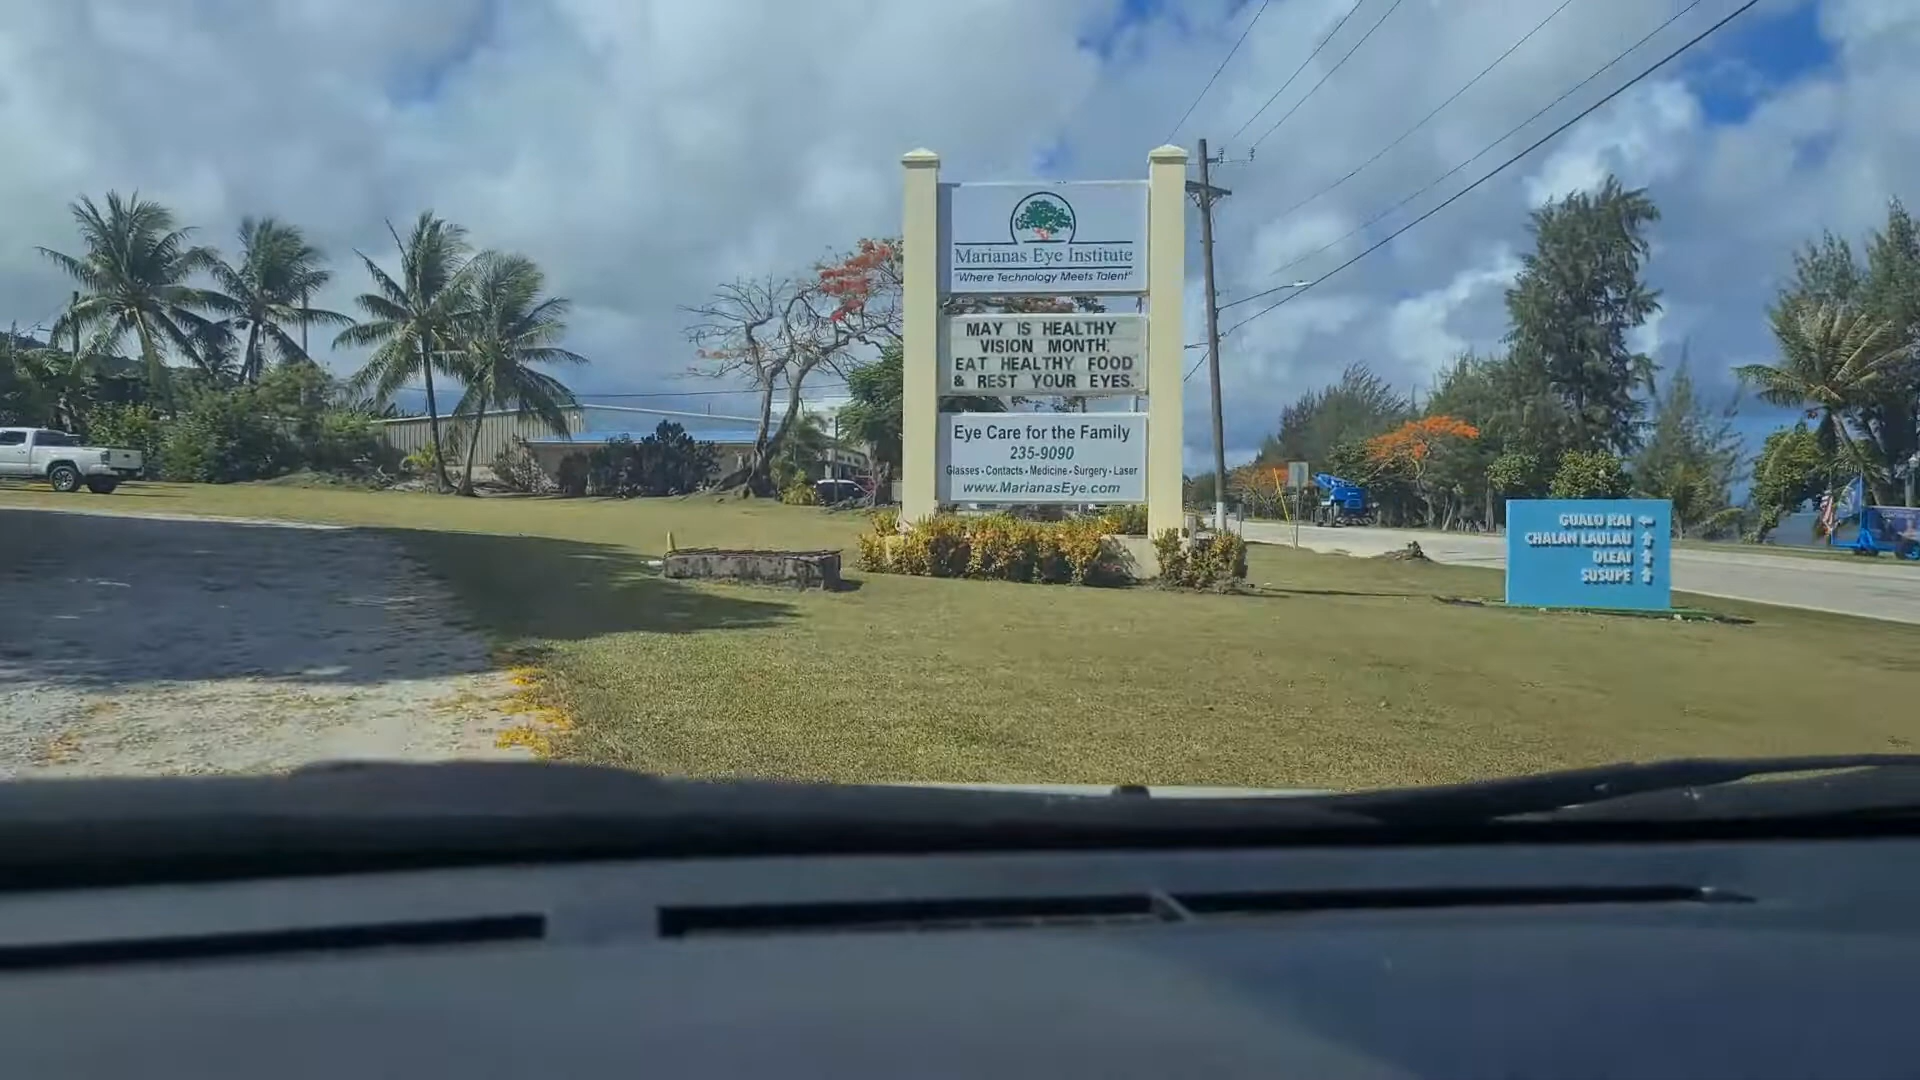 Marianas Eye Institute
"Where Technology Meets Talent"
MAY IS HEALTHY
VISION MONTH.
EAT HEALTHY FOOD
& REST YOUR EYES.
Eye Care for the Family
235-9090
Glasses • Contacts • Medicine • Surgery • Laser
www.MarianasEye.com
GUALO RAI ←
CHALAN LAULAU ↑
OLEAI ↑
SUSUPE ↑